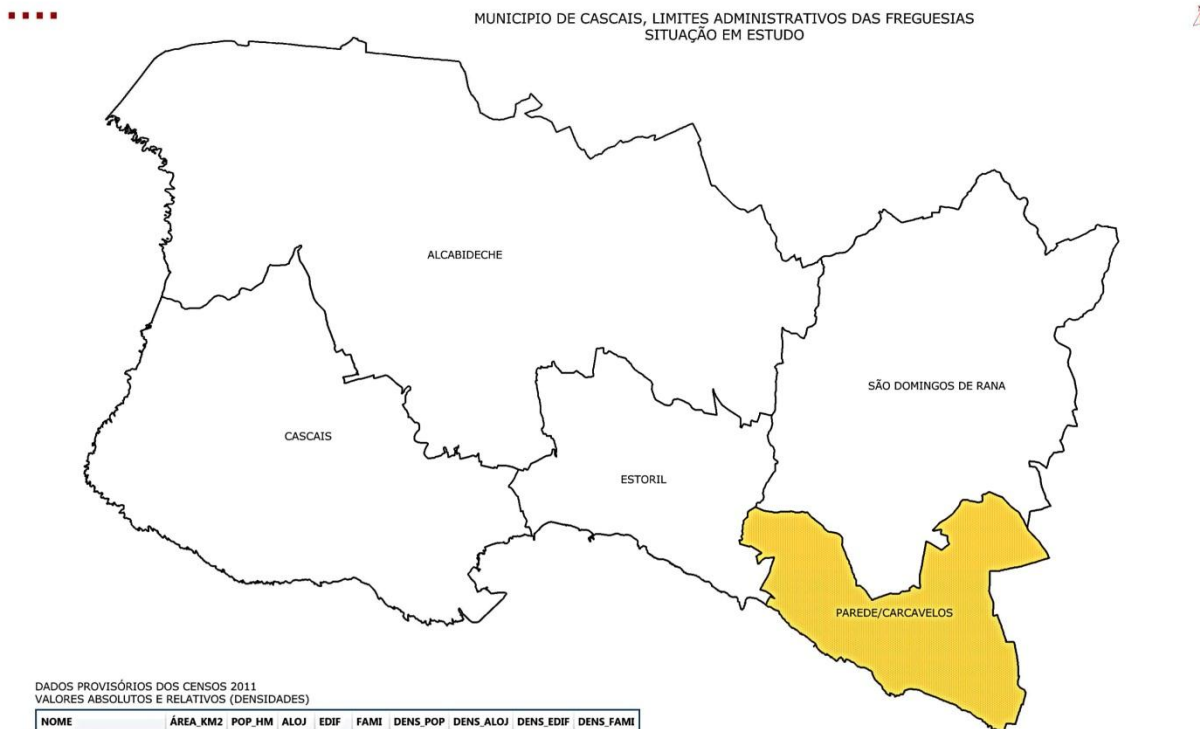 MUNICIPIO DE CASCAIS, LIMITES ADMINISTRATIVOS DAS FREGUESIAS
SITUAÇÃO EM ESTUDO
ALCABIDECHE
SÃO DOMINGOS DE RANA
CASCAIS
ESTORIL
PAREDE/CARCAVELOS
DADOS PROVISÓRIOS DOS CENSOS 2011
VALORES ABSOLUTOS E RELATIVOS (DENSIDADES)
NOME ÁREA_KM2 POP_HM ALOJ EDIF FAMI DENS_POP DENS_ALOJ DENS_EDIF DENS_FAMI